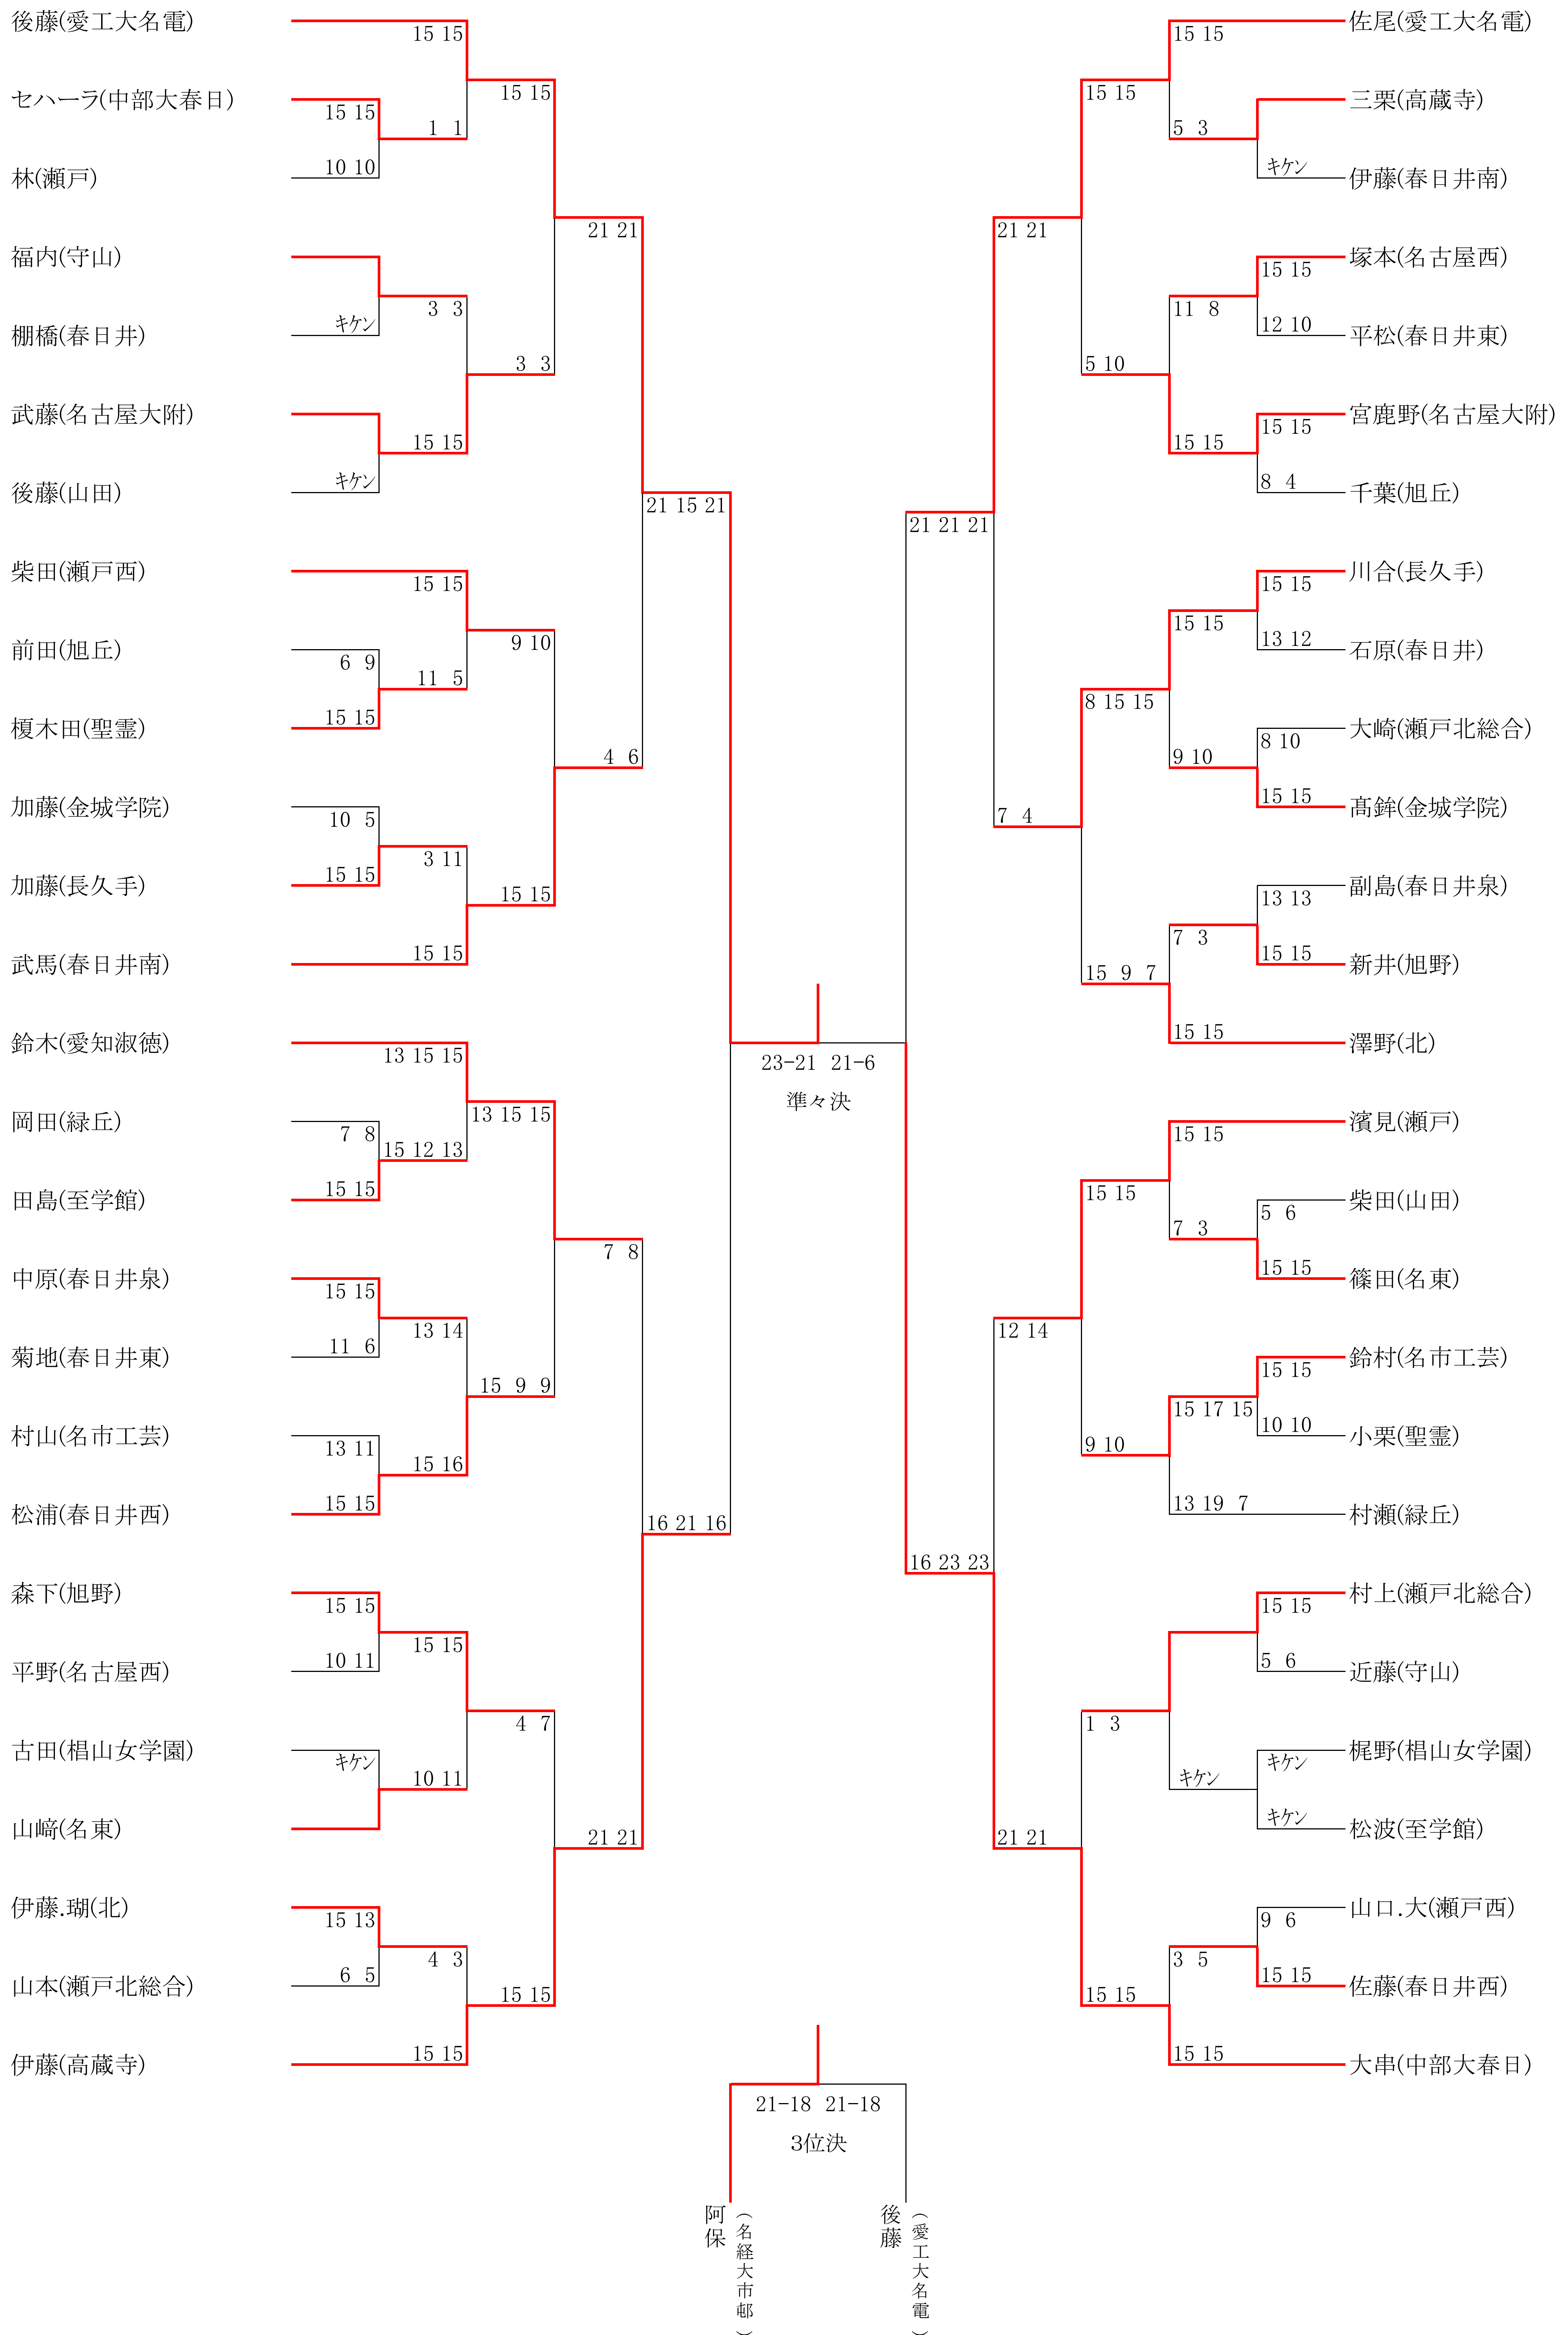 後藤(愛工大名電)
15 15
セハーラ(中部大春日)
15 15
15 15
1 1
10 10
林(瀬戸)
21 21
福内(守山)
3 3
キケン
棚橋(春日井)
3 3
武藤(名古屋大附)
15 15
キケン
後藤(山田)
21 15 21
柴田(瀬戸西)
15 15
9 10
前田(旭丘)
6 9
11 5
15 15
榎木田(聖霊)
4 6
加藤(金城学院)
10 5
3 11
15 15
加藤(長久手)
15 15
15 15
武馬(春日井南)
鈴木(愛知淑徳)
13 15 15
13 15 15
岡田(緑丘)
7 8
15 12 13
15 15
田島(至学館)
7 8
中原(春日井泉)
15 15
13 14
11 6
菊地(春日井東)
15 9 9
村山(名市工芸)
13 11
15 16
15 15
松浦(春日井西)
16 21 16
森下(旭野)
15 15
15 15
10 11
平野(名古屋西)
4 7
古田(椙山女学園)
キケン
10 11
山﨑(名東)
21 21
伊藤.瑚(北)
15 13
4 3
6 5
山本(瀬戸北総合)
15 15
15 15
伊藤(高蔵寺)
佐尾(愛工大名電)
15 15
15 15
三栗(高蔵寺)
5 3
キケン
伊藤(春日井南)
21 21
塚本(名古屋西)
15 15
11 8
12 10
平松(春日井東)
5 10
宮鹿野(名古屋大附)
15 15
15 15
8 4
千葉(旭丘)
21 21 21
川合(長久手)
15 15
15 15
13 12
石原(春日井)
8 15 15
大崎(瀬戸北総合)
8 10
9 10
15 15
髙鉾(金城学院)
7 4
副島(春日井泉)
13 13
7 3
15 15
新井(旭野)
15 9 7
15 15
澤野(北)
濱見(瀬戸)
15 15
15 15
柴田(山田)
5 6
7 3
15 15
篠田(名東)
12 14
鈴村(名市工芸)
15 15
15 17 15
10 10
小栗(聖霊)
9 10
13 19 7
村瀬(緑丘)
16 23 23
村上(瀬戸北総合)
15 15
5 6
近藤(守山)
1 3
梶野(椙山女学園)
キケン
キケン
キケン
松波(至学館)
21 21
山口.大(瀬戸西)
9 6
3 5
15 15
佐藤(春日井西)
15 15
15 15
大串(中部大春日)
23-21 21-6
準々決
21-18 21-18
3位決
阿保
(名経大市邨)
後藤
(愛工大名電)